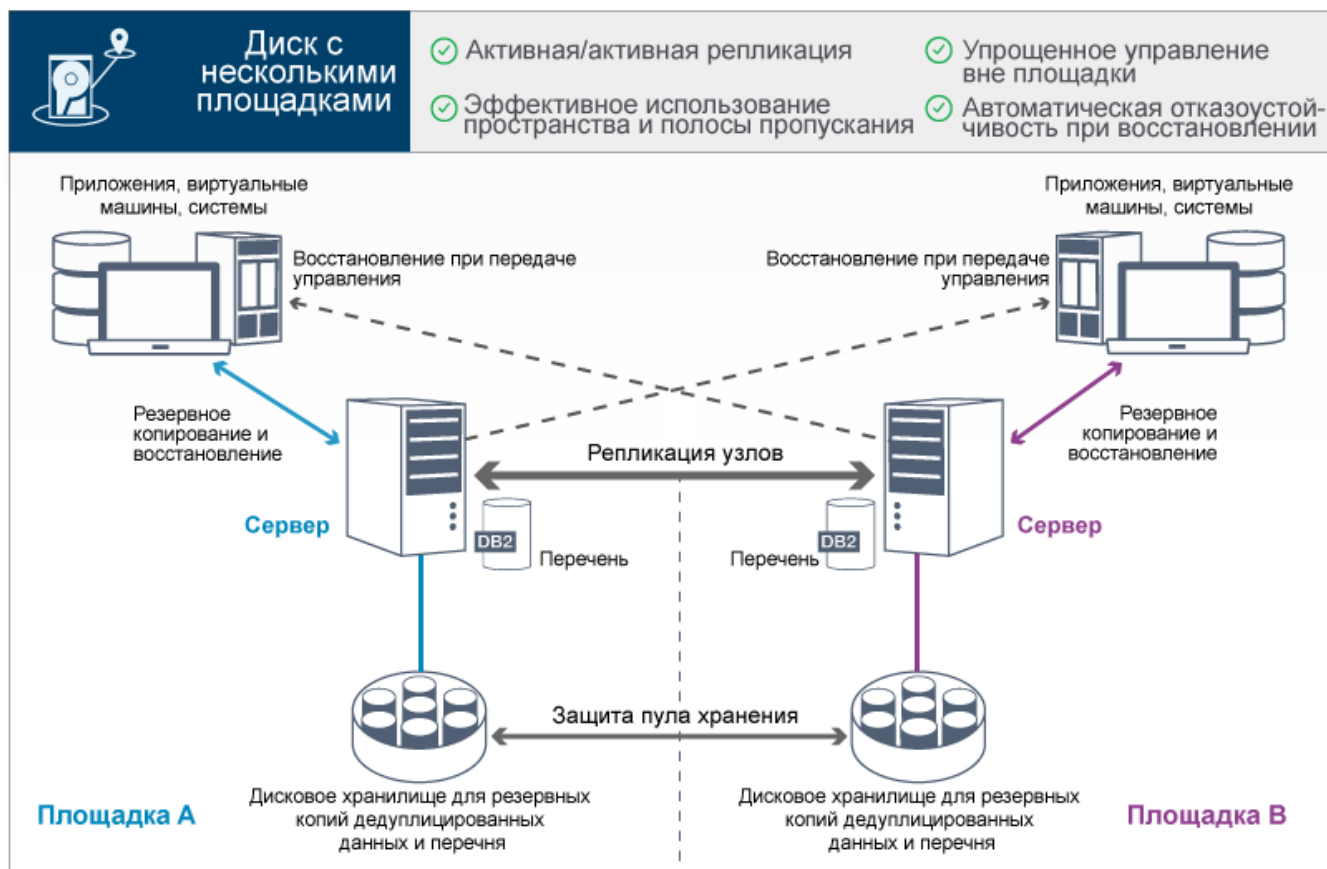 Диск с
несколькими
площадками
Активная/активная репликация
Эффективное использование
пространства и полосы пропускания
Упрощенное управление
вне площадки
Автоматическая отказоустой-
чивость при восстановлении
Приложения, виртуальные
машины, системы
Приложения, виртуальные
машины, системы
Восстановление при передаче
управления
Восстановление при передаче
управления
Резервное
копирование и
восстановление
Резервное
копирование и
восстановление
Репликация узлов
Сервер
DB2
Перечень
Перечень
DB2
Сервер
Защита пула хранения
Площадка A
Дисковое хранилище для резервных
копий дедуплицированных
данных и перечня
Дисковое хранилище для резервных
копий дедуплицированных
данных и перечня
Площадка B